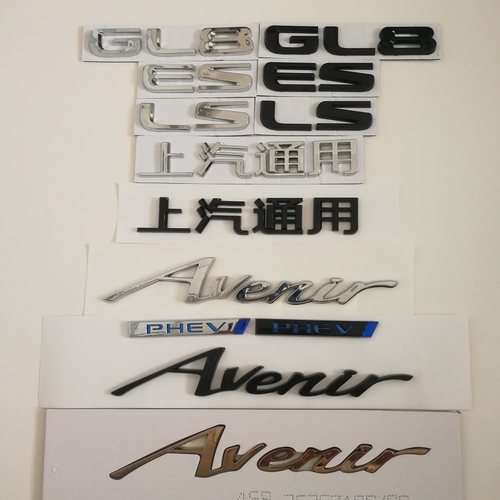 GL8 GL8
ES ES
LS LS
上汽通用
上汽通用
Avenir
PHEV PHEV
Avenir
Avenir